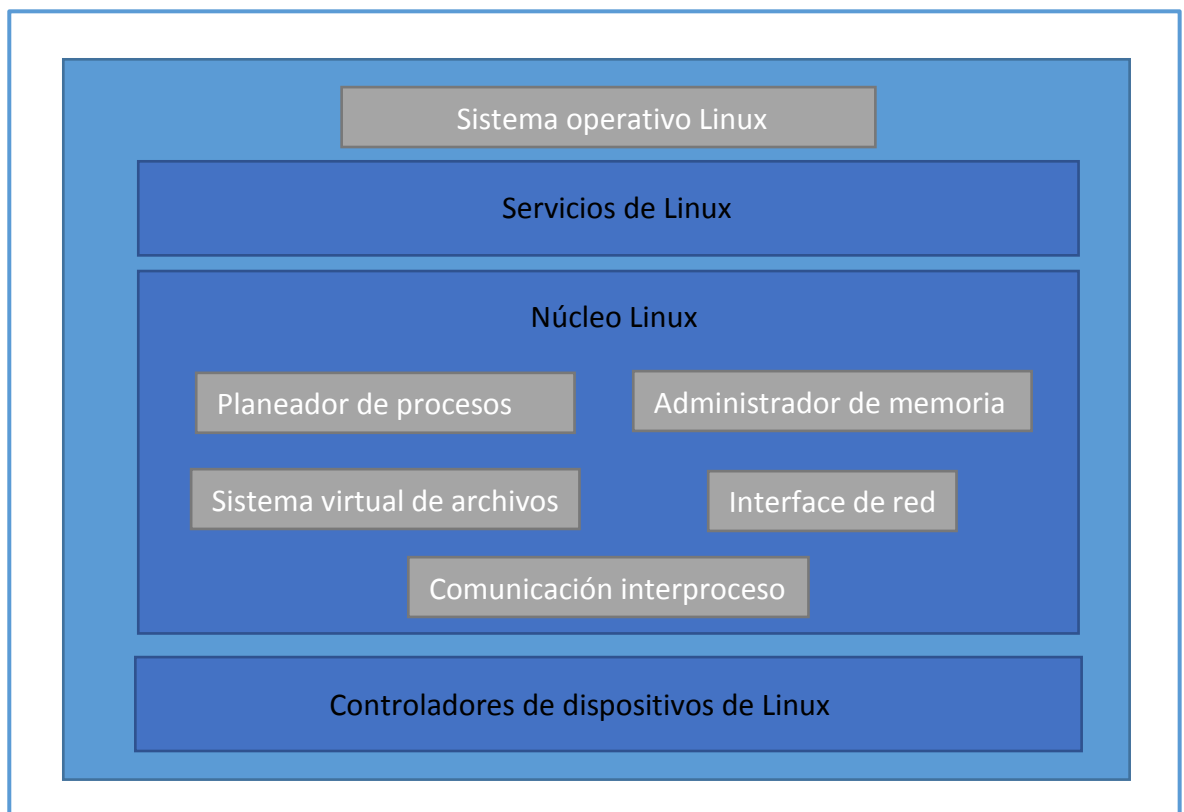 Sistema operativo Linux
Servicios de Linux
Núcleo Linux
Planeador de procesos
Administrador de memoria
Sistema virtual de archivos
Interface de red
Comunicación interproceso
Controladores de dispositivos de Linux